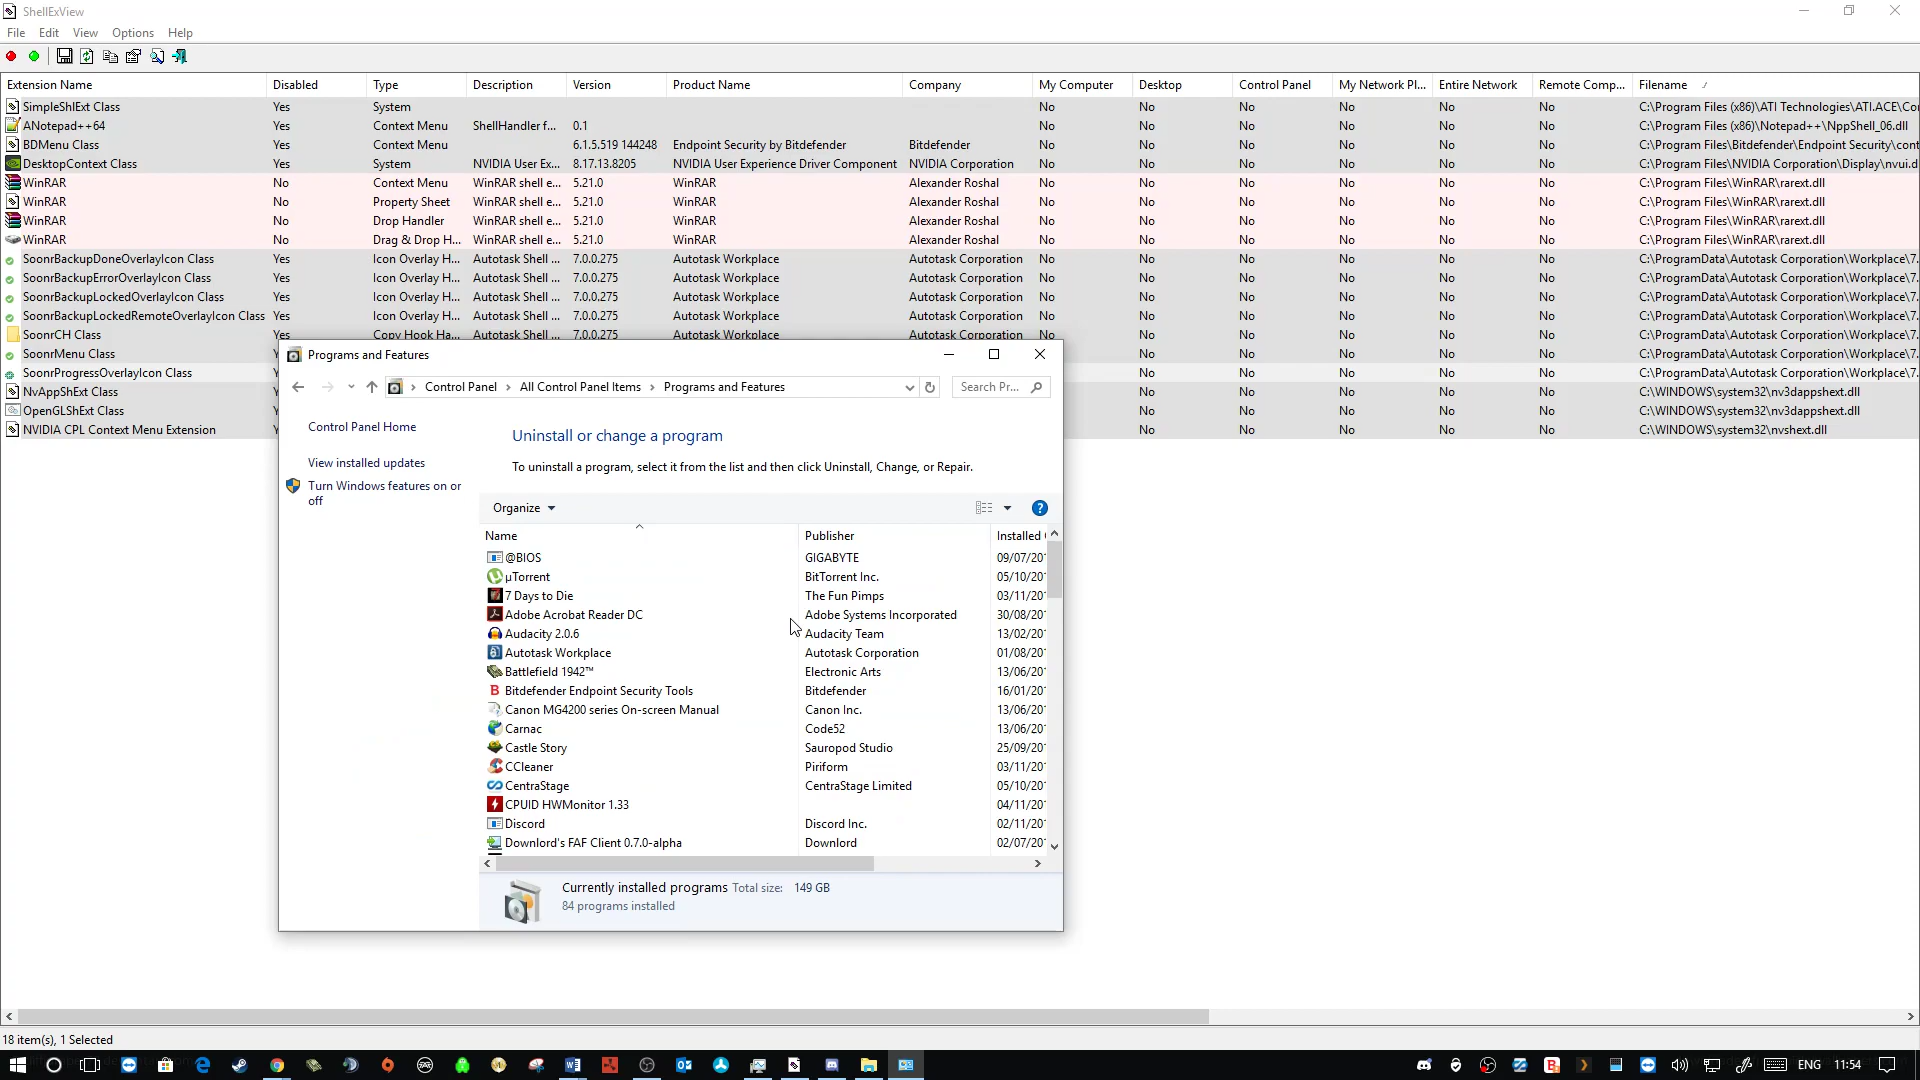 ShellExView
File Edit View Options Help
Extension Name Disabled Type Description Version Product Name Company My Computer Desktop Control Panel My Network Pl... Entire Network Remote Comp... Filename
SimpleShlExt Class Yes System No No No No No No C:\Program Files (x86)\ATI Technologies\ATI.ACE\Co
ANotepad++64 Yes Context Menu ShellHandler f... 0.1 No No No No No No C:\Program Files (x86)\Notepad++\NppShell_06.dll
BDMenu Class Yes Context Menu 6.1.5.519 144248 Endpoint Security by Bitdefender Bitdefender No No No No No No C:\Program Files\Bitdefender\Endpoint Security\cont
DesktopContext Class Yes System NVIDIA User Ex... 8.17.13.8205 NVIDIA User Experience Driver Component NVIDIA Corporation No No No No No No C:\Program Files\NVIDIA Corporation\Display\nvui.d
WinRAR No Context Menu WinRAR shell e... 5.21.0 WinRAR Alexander Roshal No No No No No No C:\Program Files\WinRAR\rarext.dll
WinRAR No Property Sheet WinRAR shell e... 5.21.0 WinRAR Alexander Roshal No No No No No No C:\Program Files\WinRAR\rarext.dll
WinRAR No Drop Handler WinRAR shell e... 5.21.0 WinRAR Alexander Roshal No No No No No No C:\Program Files\WinRAR\rarext.dll
WinRAR No Drag & Drop H... WinRAR shell e... 5.21.0 WinRAR Alexander Roshal No No No No No No C:\Program Files\WinRAR\rarext.dll
SoonrBackupDoneOverlayIcon Class Yes Icon Overlay H... Autotask Shell ... 7.0.0.275 Autotask Workplace Autotask Corporation No No No No No No C:\ProgramData\Autotask Corporation\Workplace\7.
SoonrBackupErrorOverlayIcon Class Yes Icon Overlay H... Autotask Shell ... 7.0.0.275 Autotask Workplace Autotask Corporation No No No No No No C:\ProgramData\Autotask Corporation\Workplace\7.
SoonrBackupLockedOverlayIcon Class Yes Icon Overlay H... Autotask Shell ... 7.0.0.275 Autotask Workplace Autotask Corporation No No No No No No C:\ProgramData\Autotask Corporation\Workplace\7.
SoonrBackupLockedRemoteOverlayIcon Class Yes Icon Overlay H... Autotask Shell ... 7.0.0.275 Autotask Workplace Autotask Corporation No No No No No No C:\ProgramData\Autotask Corporation\Workplace\7.
SoonrCH Class Yes Copy Hook Ha... Autotask Shell ... 7.0.0.275 Autotask Workplace Autotask Corporation No No No No No No C:\ProgramData\Autotask Corporation\Workplace\7.
SoonrMenu Class No No No No No C:\ProgramData\Autotask Corporation\Workplace\7.
SoonrProgressOverlayIcon Class No No No No No C:\ProgramData\Autotask Corporation\Workplace\7.
NvAppShExt Class No No No No No C:\WINDOWS\system32\nv3dappshext.dll
OpenGLShExt Class No No No No No C:\WINDOWS\system32\nv3dappshext.dll
NVIDIA CPL Context Menu Extension No No No No No C:\WINDOWS\system32\nvshext.dll
Programs and Features
Control Panel All Control Panel Items Programs and Features Search Pr...
Control Panel Home
View installed updates
Turn Windows features on or
off
Uninstall or change a program
To uninstall a program, select it from the list and then click Uninstall, Change, or Repair.
Organize
Name Publisher Installed
@BIOS GIGABYTE 09/07/20
µTorrent BitTorrent Inc. 05/10/20
7 Days to Die The Fun Pimps 03/11/20
Adobe Acrobat Reader DC Adobe Systems Incorporated 30/08/20
Audacity 2.0.6 Audacity Team 13/02/20
Autotask Workplace Autotask Corporation 01/08/20
Battlefield 1942™ Electronic Arts 13/06/20
Bitdefender Endpoint Security Tools Bitdefender 16/01/20
Canon MG4200 series On-screen Manual Canon Inc. 13/06/20
Carnac Code52 13/06/20
Castle Story Sauropod Studio 25/09/20
CCleaner Piriform 03/11/20
CentraStage CentraStage Limited 05/10/20
CPUID HWMonitor 1.33 04/11/20
Discord Discord Inc. 02/11/20
Downlord's FAF Client 0.7.0-alpha Downlord 02/07/20
Currently installed programs Total size: 149 GB
84 programs installed
18 item(s), 1 Selected
ENG 11:54